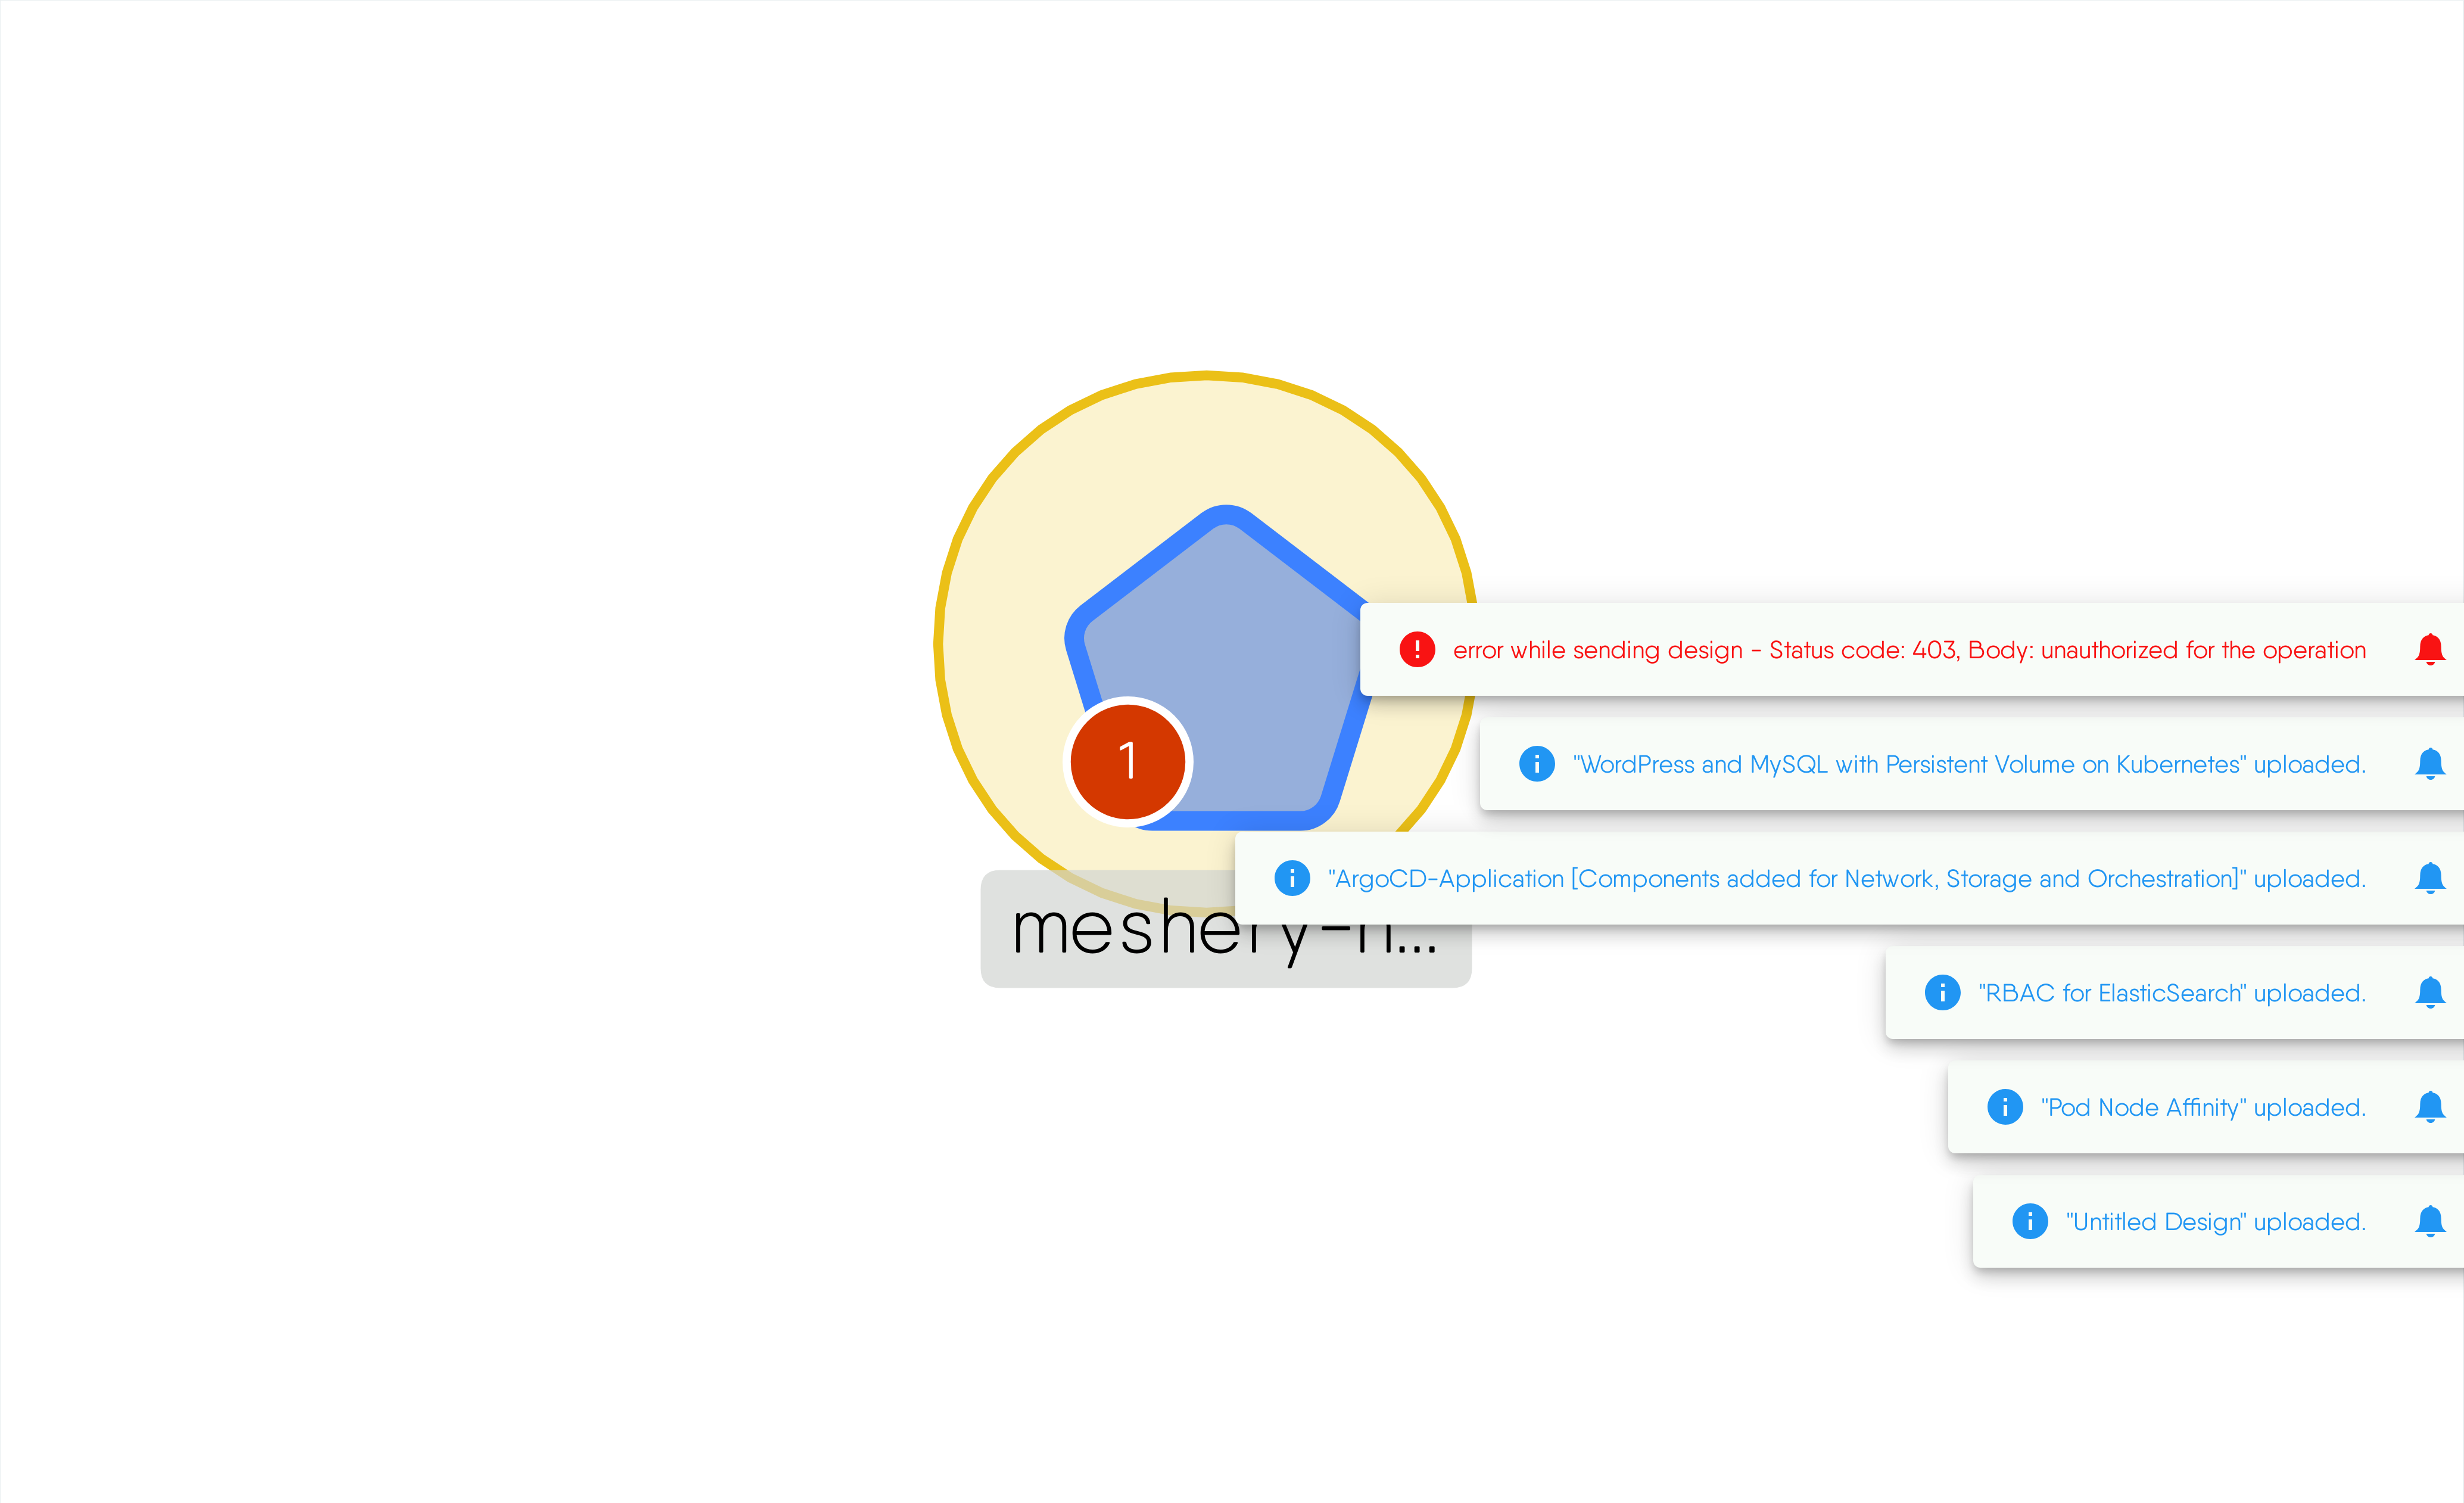 error while sending design - Status code: 403, Body: unauthorized for the operation
"WordPress and MySQL with Persistent Volume on Kubernetes" uploaded.
1
"ArgoCD-Application [Components added for Network, Storage and Orchestration]" uploaded.
meshery-n...
"RBAC for ElasticSearch" uploaded.
"Pod Node Affinity" uploaded.
"Untitled Design" uploaded.